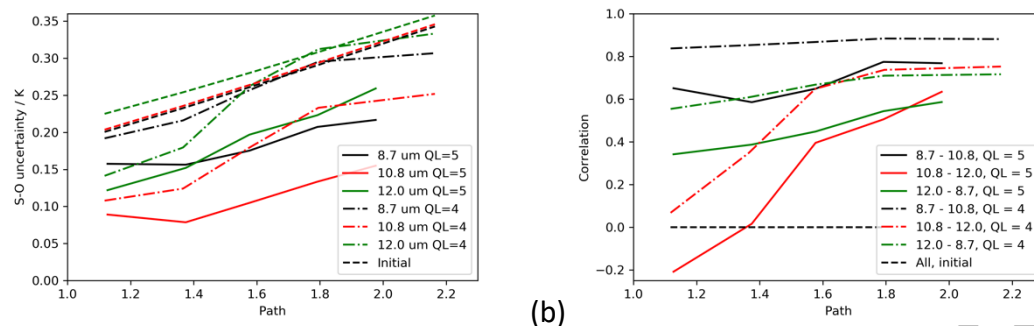 S-O uncertainty / K
0.35
0.30
0.25
0.20
0.15
0.10
0.05
0.00
1.0 1.2 1.4 1.6 1.8 2.0 2.2
Path
8.7 um QL=5
10.8 um QL=5
12.0 um QL=5
8.7 um QL=4
10.8 um QL=4
12.0 um QL=4
Initial
(b)
Correlation
1.0
0.8
0.6
0.4
0.2
0.0
−0.2
1.0 1.2 1.4 1.6 1.8 2.0 2.2
Path
8.7 - 10.8, QL = 5
10.8 - 12.0, QL = 5
12.0 - 8.7, QL = 5
8.7 - 10.8, QL = 4
10.8 - 12.0, QL = 4
12.0 - 8.7, QL = 4
All, initial